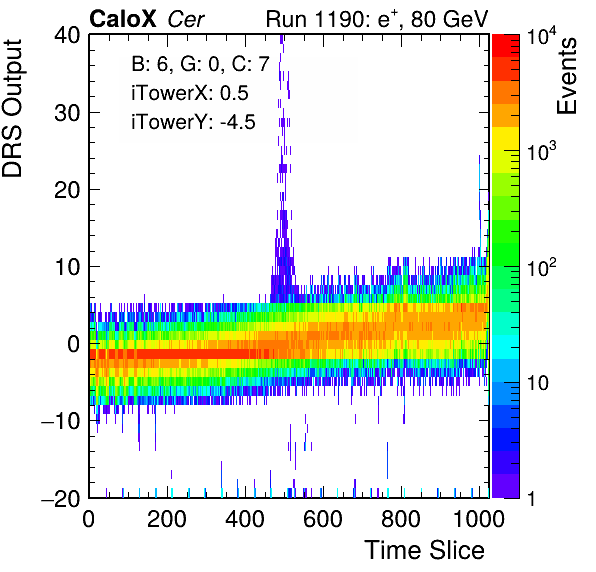 CaloX Cer Run 1190: e⁺, 80 GeV
B: 6, G: 0, C: 7
iTowerX: 0.5
iTowerY: -4.5
DRS Output
40
30
20
10
0
−10
−20
0 200 400 600 800 1000
Time Slice
Events
10⁴
10³
10²
10
1